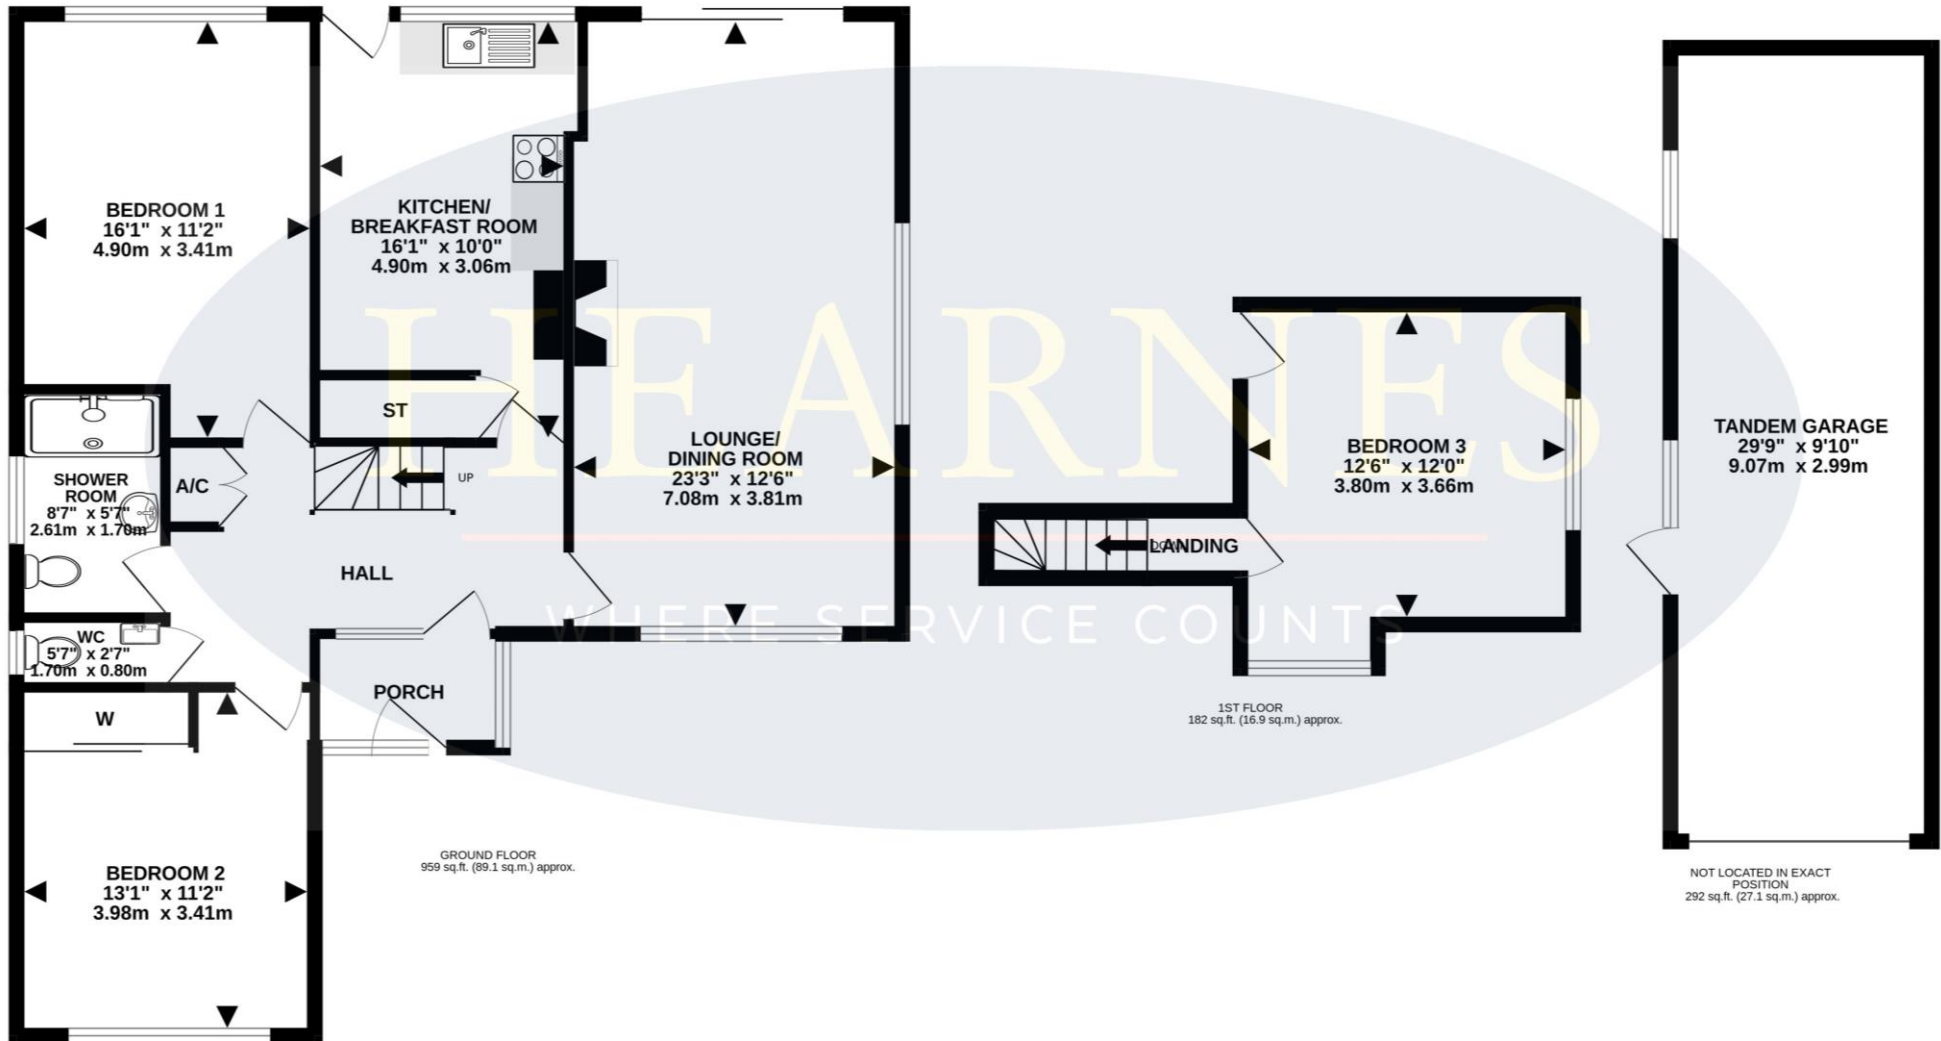 BEDROOM 1
16'1" x 11'2"
4.90m x 3.41m
KITCHEN/
BREAKFAST ROOM
16'1" x 10'0"
4.90m x 3.06m
ST
UP
A/C
SHOWER
ROOM
8'7" x 5'7"
2.61m x 1.70m
LOUNGE/
DINING ROOM
23'3" x 12'6"
7.08m x 3.81m
HALL
WC
5'7" x 2'7"
1.70m x 0.80m
PORCH
W
BEDROOM 2
13'1" x 11'2"
3.98m x 3.41m
GROUND FLOOR
959 sq.ft. (89.1 sq.m.) approx.
BEDROOM 3
12'6" x 12'0"
3.80m x 3.66m
LANDING
1ST FLOOR
182 sq.ft. (16.9 sq.m.) approx.
TANDEM GARAGE
29'9" x 9'10"
9.07m x 2.99m
NOT LOCATED IN EXACT
POSITION
292 sq.ft. (27.1 sq.m.) approx.
HEARNES
WHERE SERVICE COUNTS